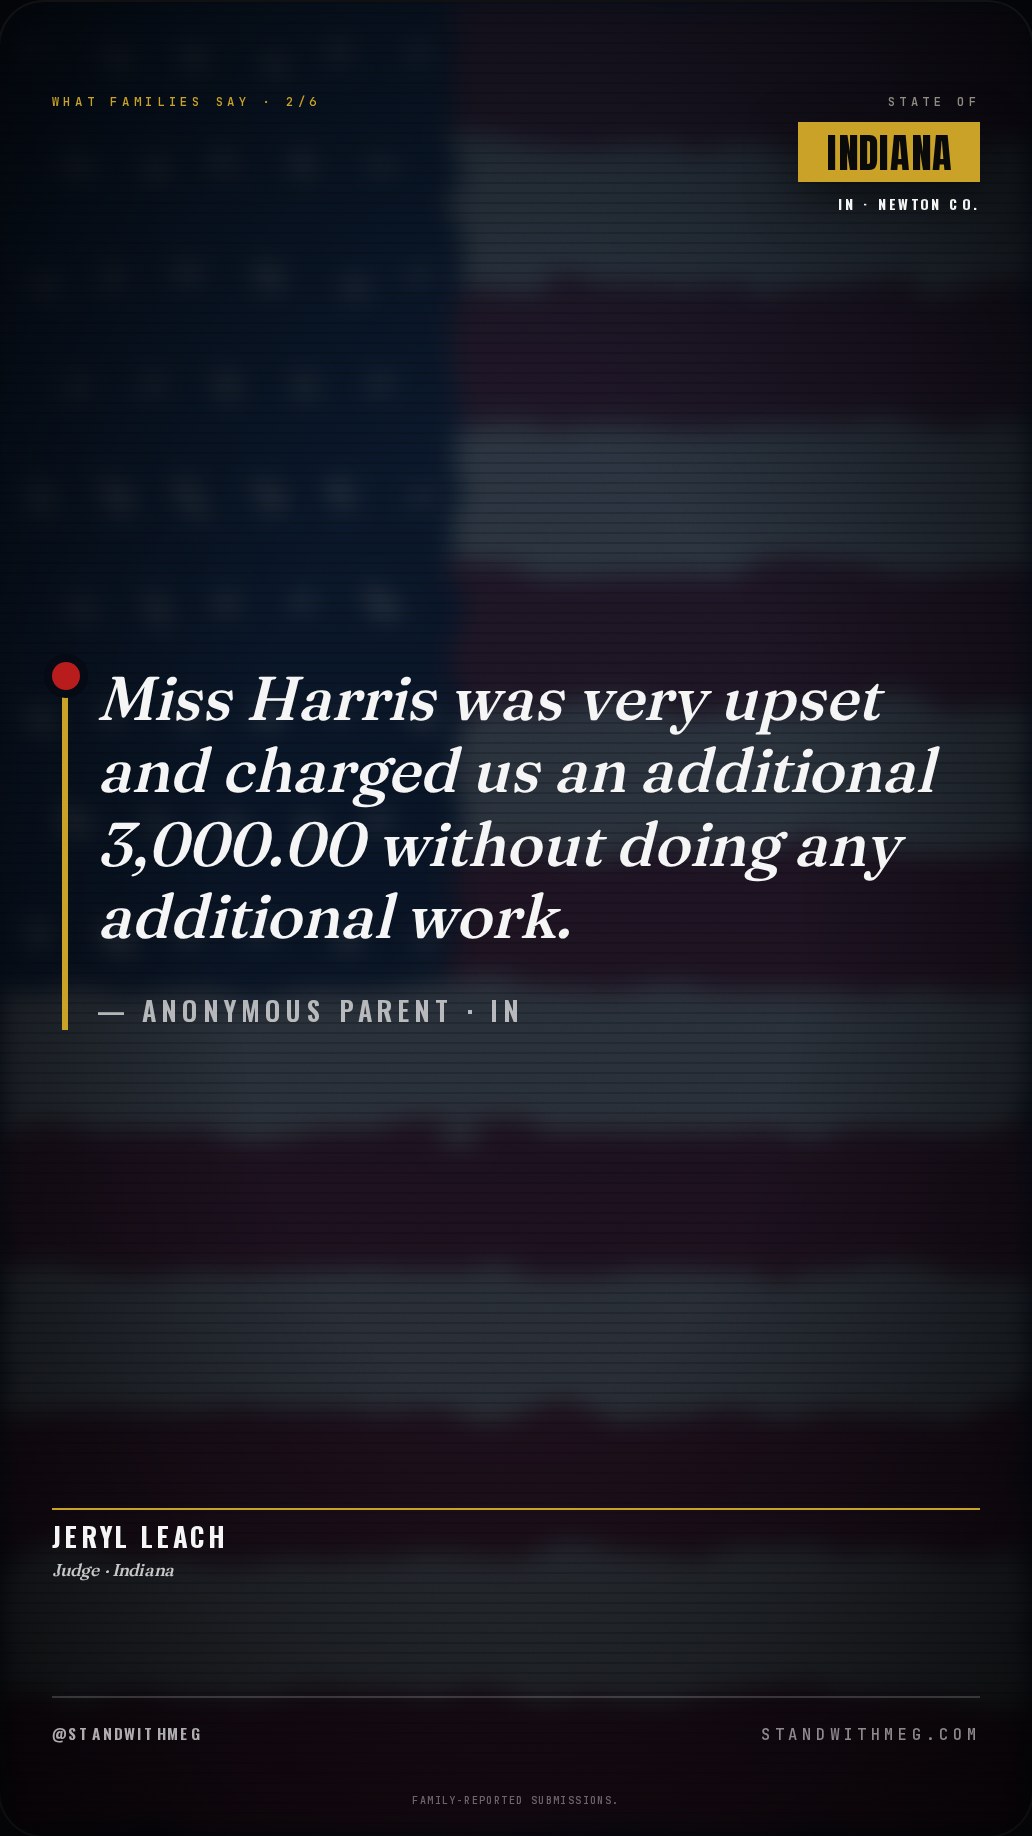 WHAT FAMILIES SAY · 2/6
STATE OF
INDIANA
IN · NEWTON CO.
Miss Harris was very upset
and charged us an additional
3,000.00 without doing any
additional work.
— ANONYMOUS PARENT · IN
JERYL LEACH
Judge · Indiana
@STANDWITHMEG
STANDWITHMEG.COM
FAMILY-REPORTED SUBMISSIONS.